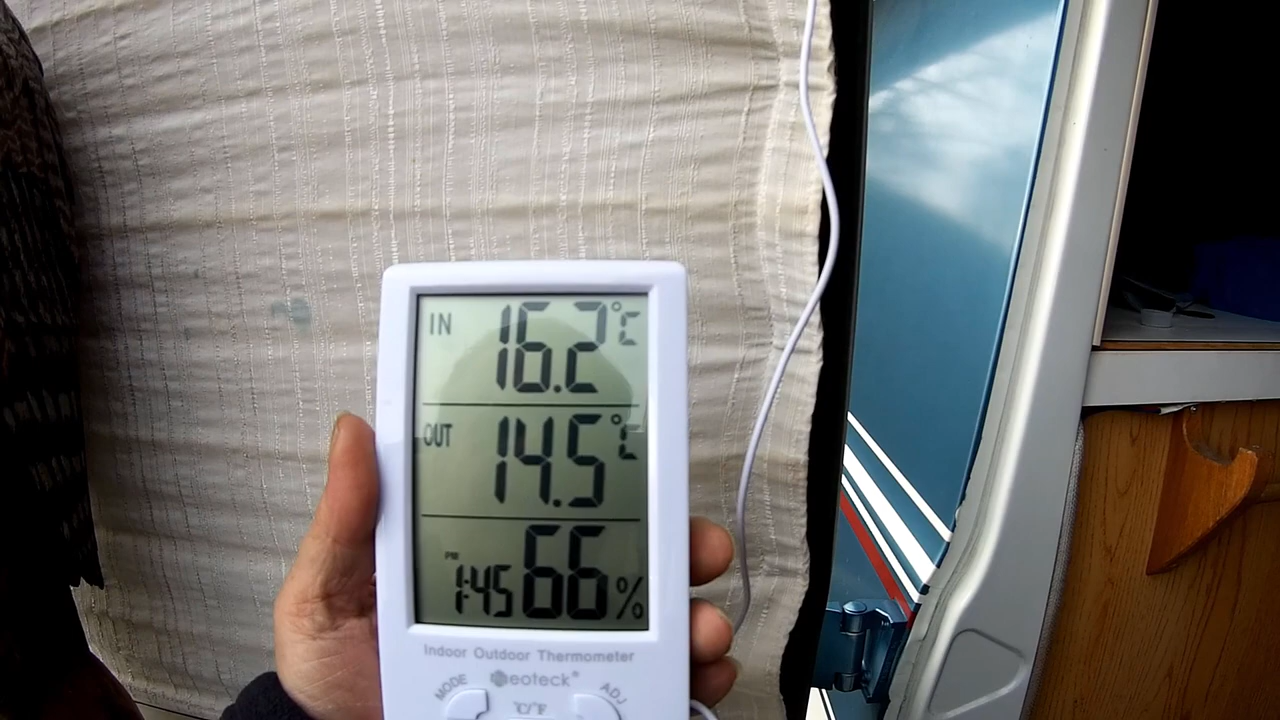 IN 16.2°C
OUT 14.5°C
PM 1:45 66%
Indoor Outdoor Thermometer
Neoteck®
MODE °C/°F ADJ